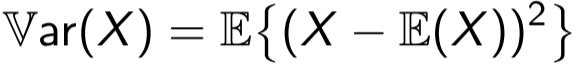 𝕍ar(X) = 𝔼{(X − 𝔼(X))²}